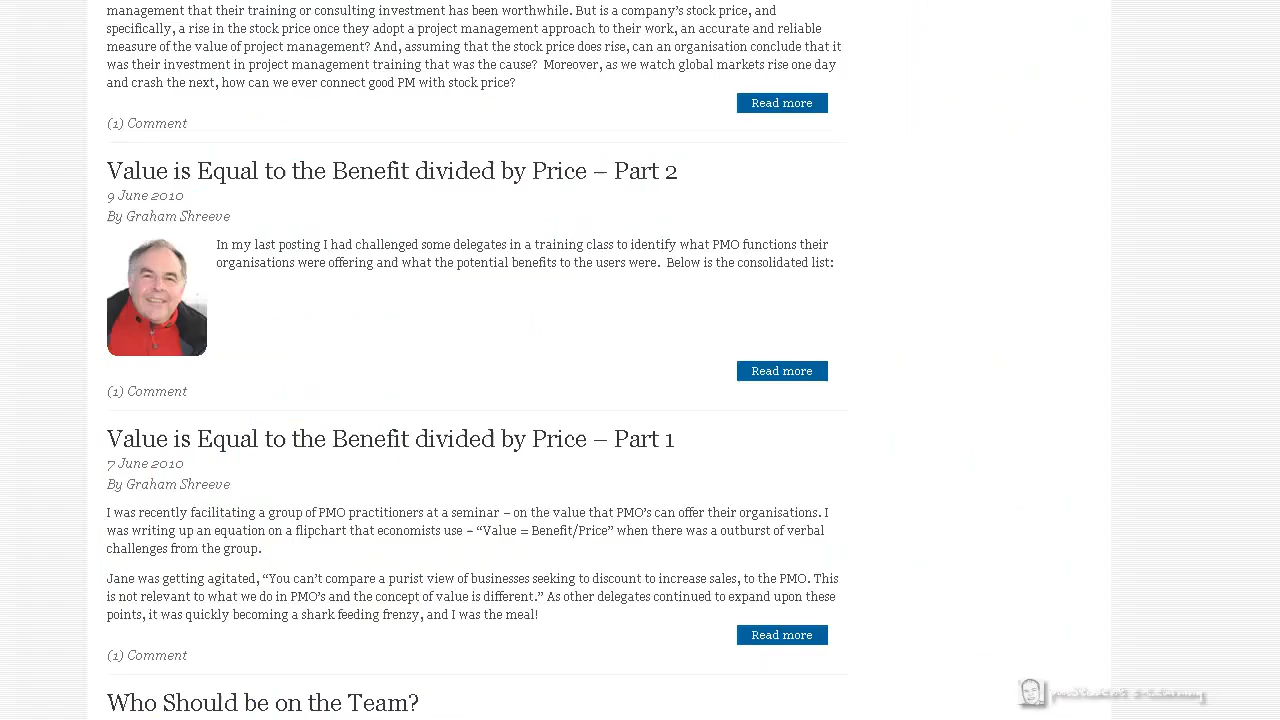 management that their training or consulting investment has been worthwhile. But is a company's stock price, and
specifically, a rise in the stock price once they adopt a project management approach to their work, an accurate and reliable
measure of the value of project management? And, assuming that the stock price does rise, can an organisation conclude that it
was their investment in project management training that was the cause?  Moreover, as we watch global markets rise one day
and crash the next, how can we ever connect good PM with stock price?
Read more
(1) Comment
Value is Equal to the Benefit divided by Price – Part 2
9 June 2010
By Graham Shreeve
In my last posting I had challenged some delegates in a training class to identify what PMO functions their
organisations were offering and what the potential benefits to the users were.  Below is the consolidated list:
Read more
(1) Comment
Value is Equal to the Benefit divided by Price – Part 1
7 June 2010
By Graham Shreeve
I was recently facilitating a group of PMO practitioners at a seminar – on the value that PMO's can offer their organisations. I
was writing up an equation on a flipchart that economists use – “Value = Benefit/Price” when there was a outburst of verbal
challenges from the group.
Jane was getting agitated, “You can't compare a purist view of businesses seeking to discount to increase sales, to the PMO. This
is not relevant to what we do in PMO's and the concept of value is different.” As other delegates continued to expand upon these
points, it was quickly becoming a shark feeding frenzy, and I was the meal!
Read more
(1) Comment
Who Should be on the Team?
E-Learning